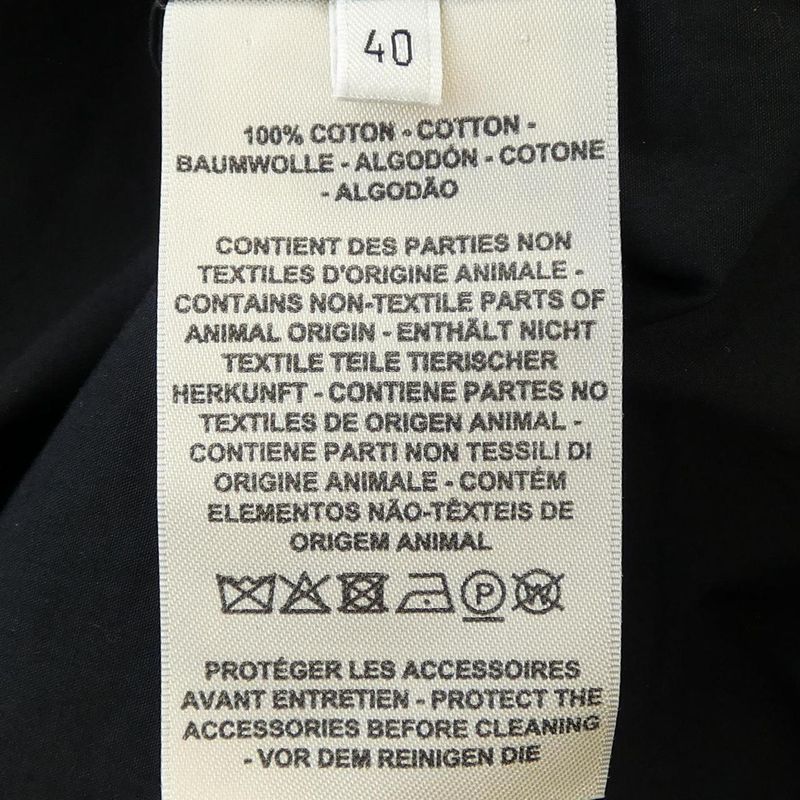 40
100% COTON - COTTON -
BAUMWOLLE - ALGODÓN - COTONE
- ALGODÃO
CONTIENT DES PARTIES NON
TEXTILES D'ORIGINE ANIMALE -
CONTAINS NON-TEXTILE PARTS OF
ANIMAL ORIGIN - ENTHÄLT NICHT
TEXTILE TEILE TIERISCHER
HERKUNFT - CONTIENE PARTES NO
TEXTILES DE ORIGEN ANIMAL -
CONTIENE PARTI NON TESSILI DI
ORIGINE ANIMALE - CONTÉM
ELEMENTOS NÃO-TÊXTEIS DE
ORIGEM ANIMAL
P W
PROTÉGER LES ACCESSOIRES
AVANT ENTRETIEN - PROTECT THE
ACCESSORIES BEFORE CLEANING
- VOR DEM REINIGEN DIE